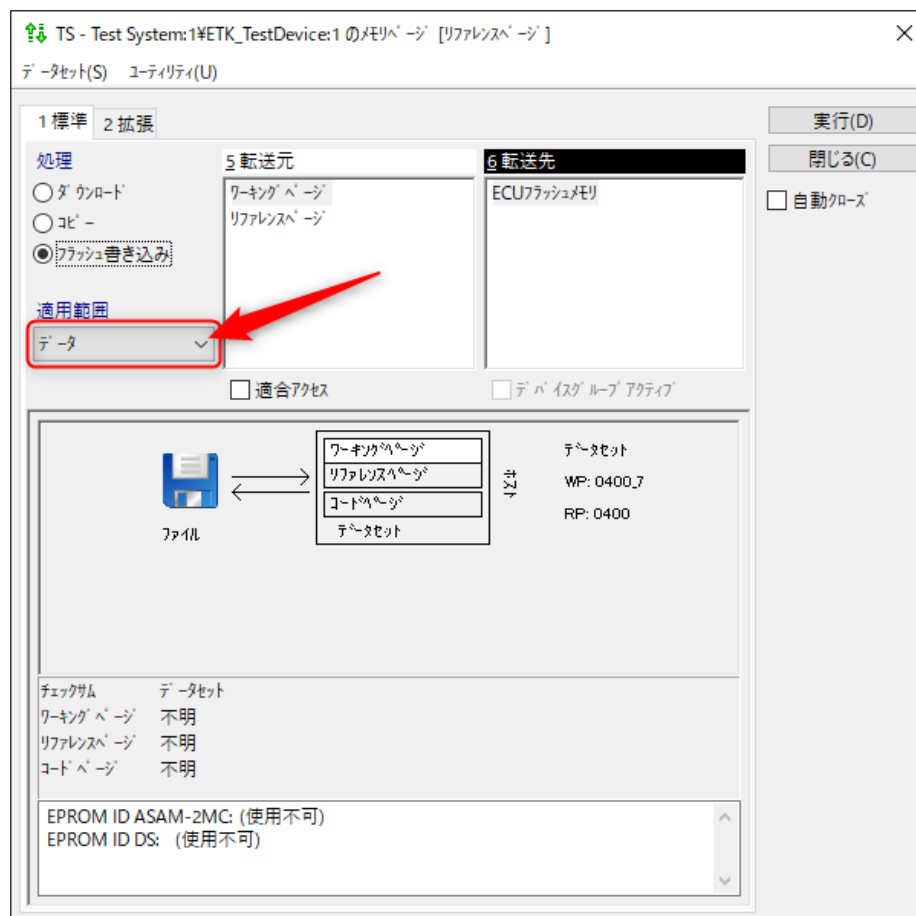 TS - Test System:1¥ETK_TestDevice:1 のﾒﾓﾘﾍﾟｰｼﾞ [ﾘﾌｧﾚﾝｽﾍﾟｰｼﾞ]
ﾃﾞｰﾀｾｯﾄ(S) ﾕｰﾃｨﾘﾃｨ(U)
1 標準 2 拡張
実行(D)
閉じる(C)
自動ｸﾛｰｽﾞ
処理
ﾀﾞｳﾝﾛｰﾄﾞ
ｺﾋﾟｰ
ﾌﾗｯｼｭ書き込み
適用範囲
ﾃﾞｰﾀ
5 転送元
ﾜｰｷﾝｸﾞﾍﾟｰｼﾞ
ﾘﾌｧﾚﾝｽﾍﾟｰｼﾞ
適合ｱｸｾｽ
6 転送先
ECUﾌﾗｯｼｭﾒﾓﾘ
ﾃﾞﾊﾞｲｽｸﾞﾙｰﾌﾟｱｸﾃｨﾌﾞ
ﾌｧｲﾙ
ﾜｰｷﾝｸﾞﾍﾟｰｼﾞ
ﾘﾌｧﾚﾝｽﾍﾟｰｼﾞ
ｺｰﾄﾞﾍﾟｰｼﾞ
ﾃﾞｰﾀｾｯﾄ
ﾎｽﾄ
ﾃﾞｰﾀｾｯﾄ
WP: 0400_7
RP: 0400
ﾁｪｯｸｻﾑ ﾃﾞｰﾀｾｯﾄ
ﾜｰｷﾝｸﾞﾍﾟｰｼﾞ 不明
ﾘﾌｧﾚﾝｽﾍﾟｰｼﾞ 不明
ｺｰﾄﾞﾍﾟｰｼﾞ 不明
EPROM ID ASAM-2MC: (使用不可)
EPROM ID DS: (使用不可)